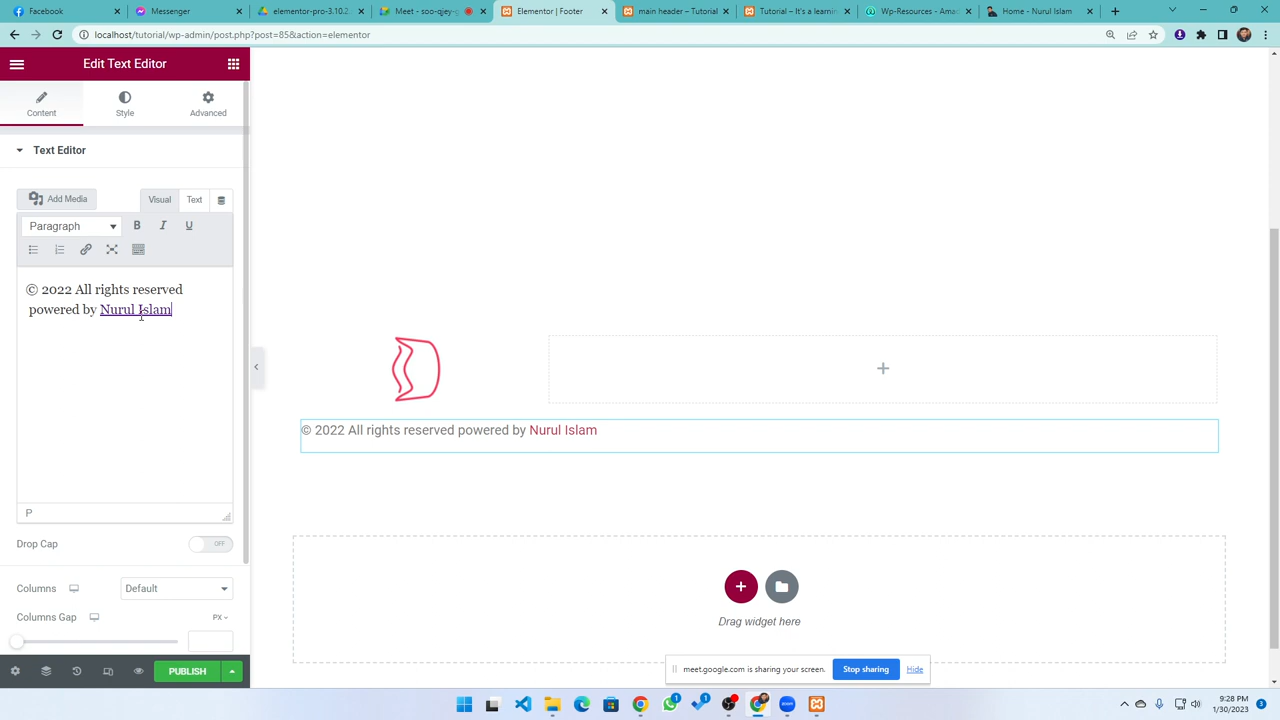 (20) Facebook
Messenger
elementor-pro-3.10.2
Meet - soo-qjey-
Elementor | Footer
main header – Tutorial
Tutorial – It's a learnin
Wp-Resources - Ama
Home - Nurul Islam
localhost/tutorial/wp-admin/post.php?post=85&action=elementor
Edit Text Editor
Content
Style
Advanced
Text Editor
Add Media
Visual
Text
Paragraph
B I U
© 2022 All rights reserved
powered by Nurul Islam
P
Drop Cap
OFF
Columns
Default
Columns Gap
PX
PUBLISH
© 2022 All rights reserved powered by Nurul Islam
Drag widget here
meet.google.com is sharing your screen.
Stop sharing
Hide
zoom
9:28 PM
1/30/2023